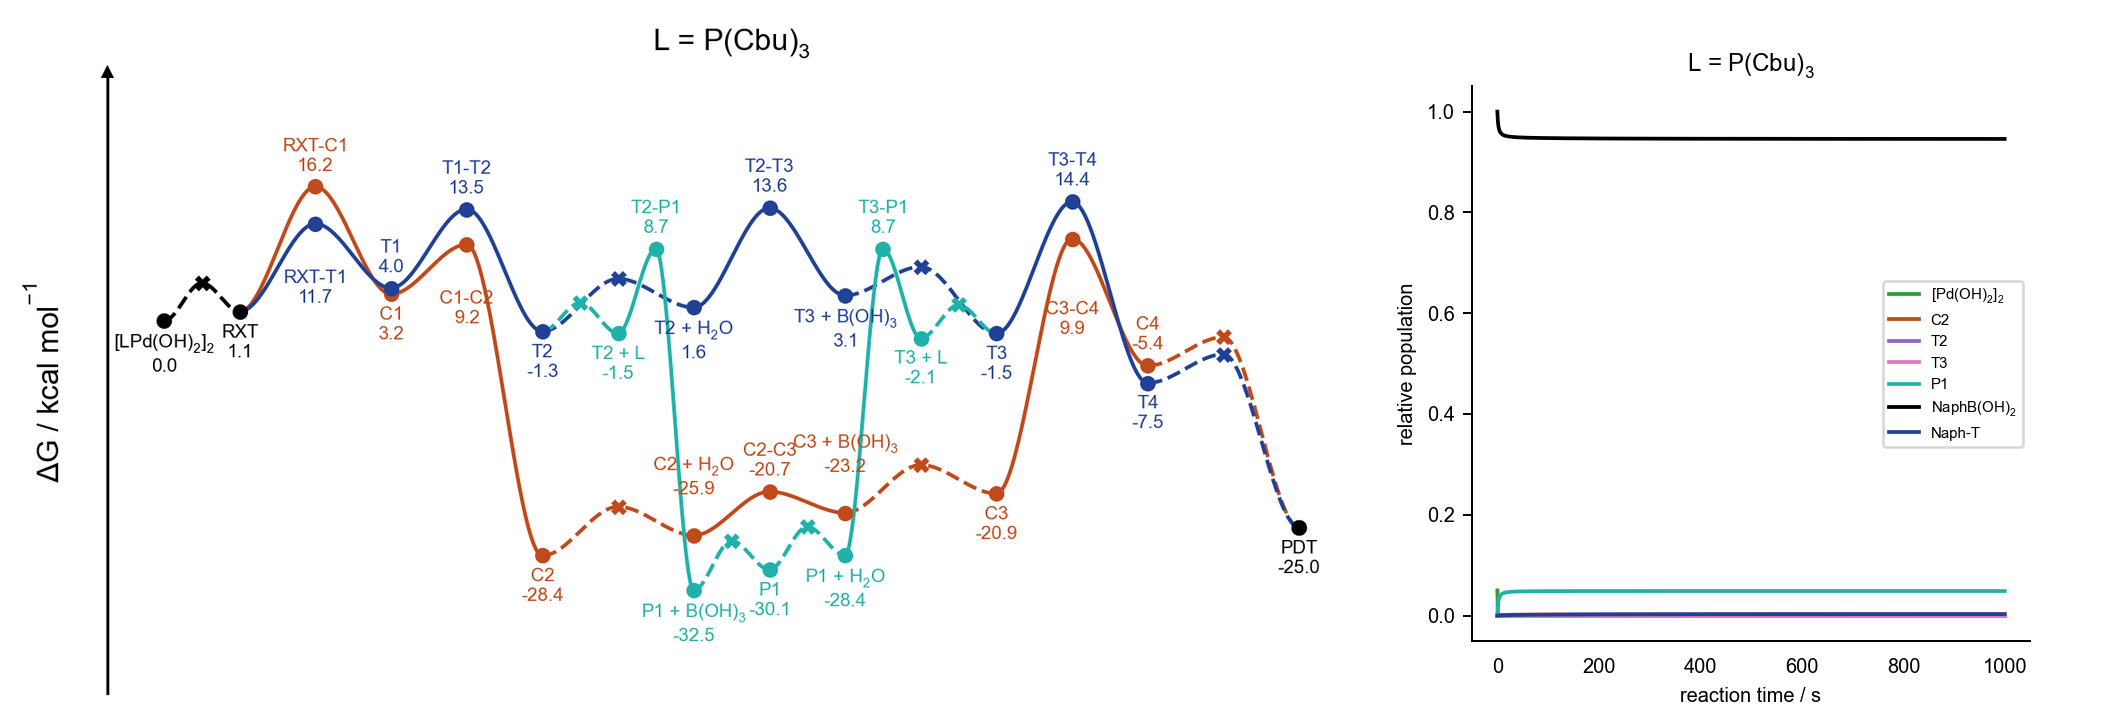 L = P(Cbu)₃
ΔG / kcal mol⁻¹
[LPd(OH)₂]₂
0.0
RXT
1.1
RXT-C1
16.2
RXT-T1
11.7
T1
4.0
C1
3.2
T1-T2
13.5
C1-C2
9.2
T2
-1.3
C2
-28.4
T2 + L
-1.5
T2-P1
8.7
T2 + H₂O
1.6
C2 + H₂O
-25.9
P1 + B(OH)₃
-32.5
T2-T3
13.6
C2-C3
-20.7
P1
-30.1
T3 + B(OH)₃
3.1
C3 + B(OH)₃
-23.2
P1 + H₂O
-28.4
T3-P1
8.7
T3 + L
-2.1
T3
-1.5
C3
-20.9
T3-T4
14.4
C3-C4
9.9
C4
-5.4
T4
-7.5
PDT
-25.0
L = P(Cbu)₃
relative population
1.0
0.8
0.6
0.4
0.2
0.0
[Pd(OH)₂]₂
C2
T2
T3
P1
NaphB(OH)₂
Naph-T
0 200 400 600 800 1000
reaction time / s